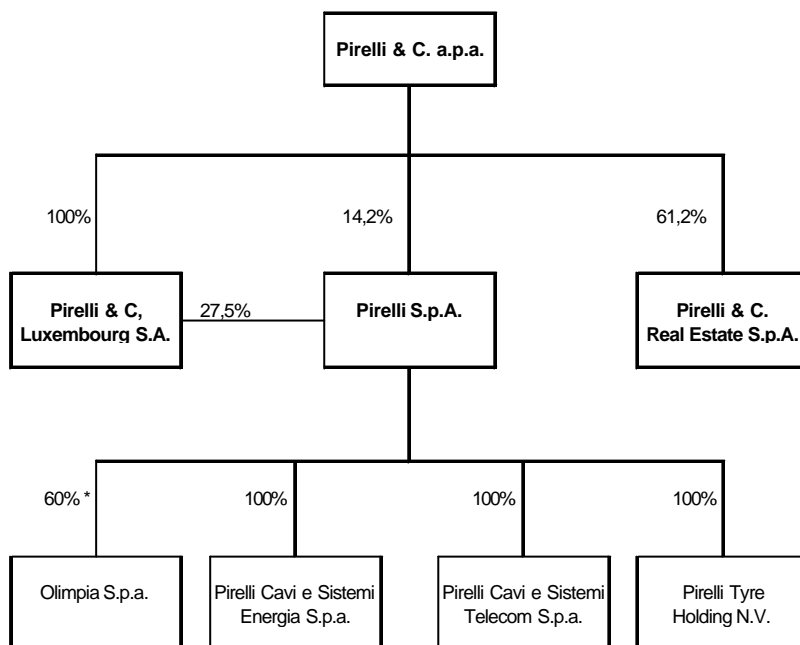 Pirelli & C. a.p.a.
100%
14,2%
61,2%
Pirelli & C,
Luxembourg S.A.
27,5%
Pirelli S.p.A.
Pirelli & C.
Real Estate S.p.A.
60% *
100%
100%
100%
Olimpia S.p.a.
Pirelli Cavi e Sistemi
Energia S.p.a.
Pirelli Cavi e Sistemi
Telecom S.p.a.
Pirelli Tyre
Holding N.V.